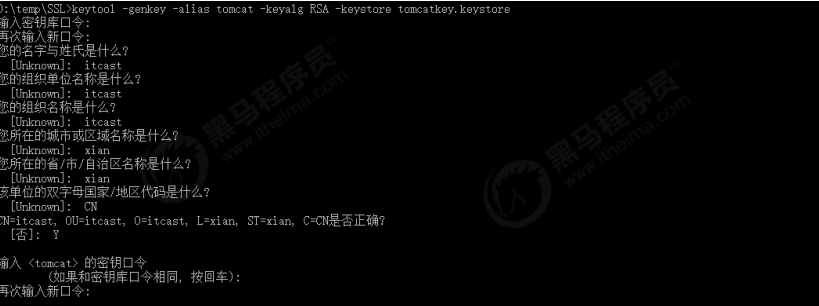 D:\temp\SSL>keytool -genkey -alias tomcat -keyalg RSA -keystore tomcatkey.keystore
输入密钥库口令:
再次输入新口令:
您的名字与姓氏是什么?
[Unknown]: itcast
您的组织单位名称是什么?
[Unknown]: itcast
您的组织名称是什么?
[Unknown]: itcast
您所在的城市或区域名称是什么?
[Unknown]: xian
您所在的省/市/自治区名称是什么?
[Unknown]: xian
该单位的双字母国家/地区代码是什么?
[Unknown]: CN
CN=itcast, OU=itcast, O=itcast, L=xian, ST=xian, C=CN是否正确?
[否]: Y
输入 <tomcat> 的密钥口令
(如果和密钥库口令相同, 按回车):
再次输入新口令:
黑马程序员™
www.itheima.com
黑马程序员™
www.itheima.com